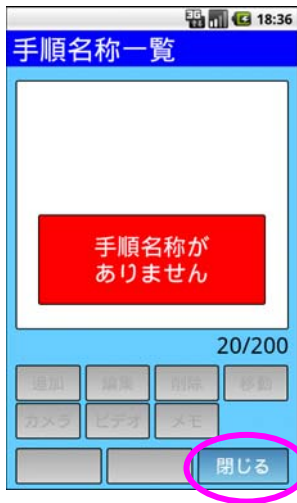 3G 18:36
手順名称一覧
手順名称が
ありません
20/200
追加 編集 削除 移動
カメラ ビデオ メモ
閉じる